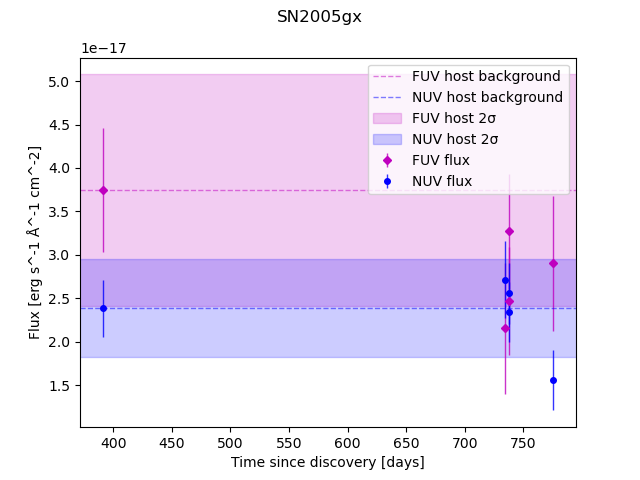 SN2005gx
1e−17
FUV host background
NUV host background
FUV host 2σ
NUV host 2σ
FUV flux
NUV flux
5.0
4.5
4.0
3.5
3.0
2.5
2.0
1.5
Flux [erg s^-1 Å^-1 cm^-2]
400 450 500 550 600 650 700 750
Time since discovery [days]